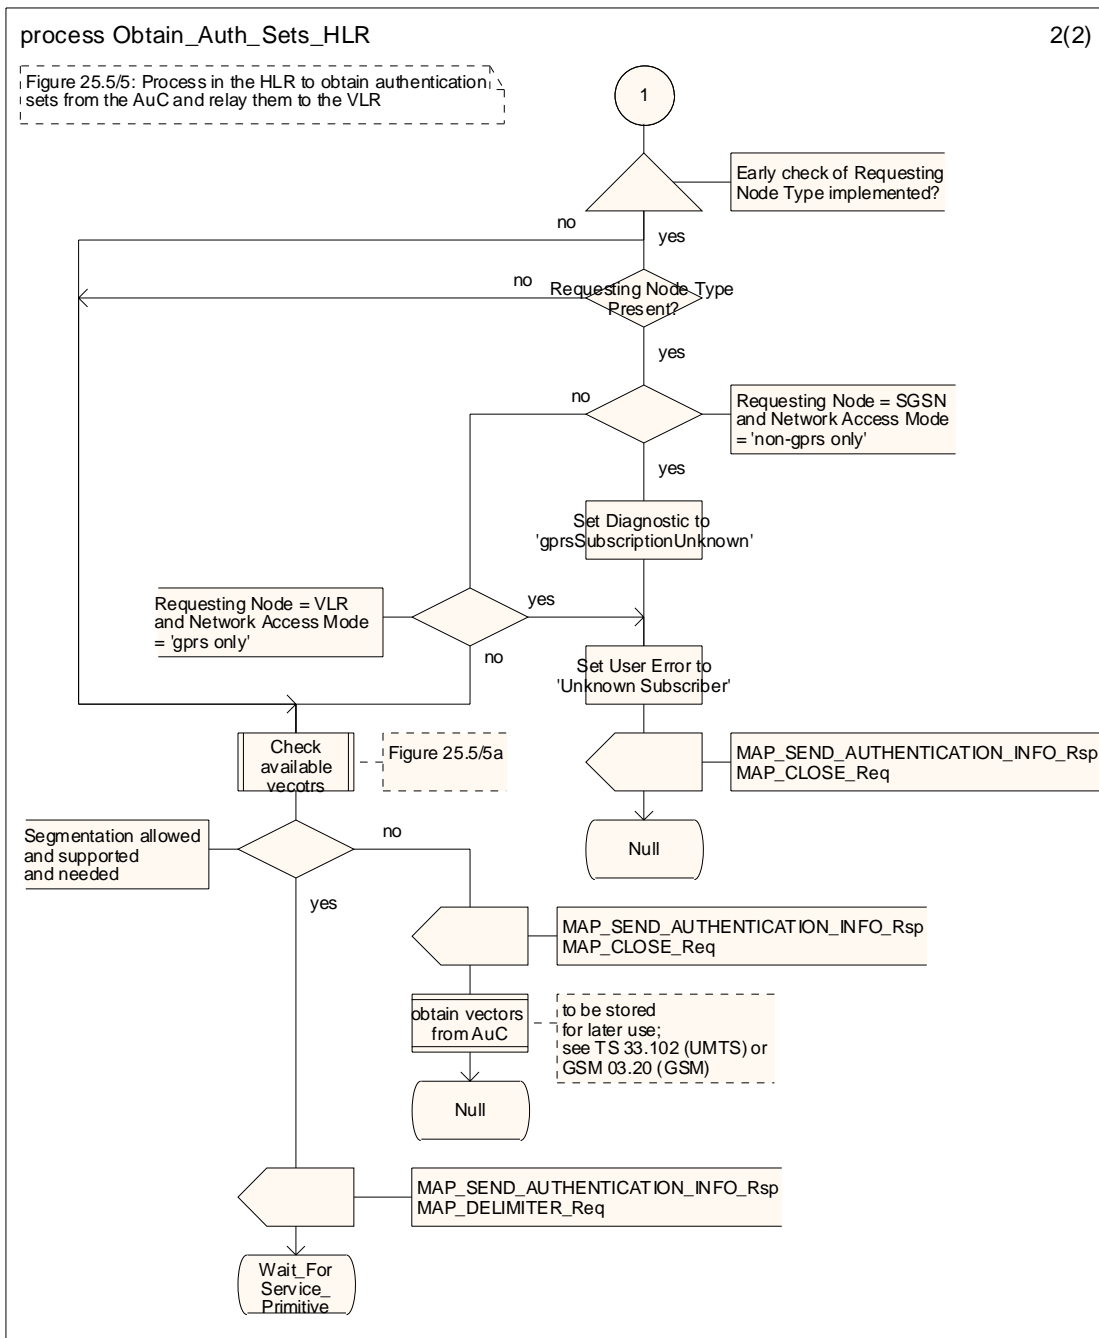 process Obtain_Auth_Sets_HLR
2(2)
Figure 25.5/5: Process in the HLR to obtain authentication
sets from the AuC and relay them to the VLR
1
Early check of Requesting
Node Type implemented?
no
yes
no
Requesting Node Type
Present?
yes
no
Requesting Node = SGSN
and Network Access Mode
= 'non-gprs only'
yes
Set Diagnostic to
'gprsSubscriptionUnknown'
Requesting Node = VLR
and Network Access Mode
= 'gprs only'
yes
no
Set User Error to
'Unknown Subscriber'
Check
available
vecotrs
Figure 25.5/5a
MAP_SEND_AUTHENTICATION_INFO_Rsp
MAP_CLOSE_Req
Null
Segmentation allowed
and supported
and needed
no
yes
MAP_SEND_AUTHENTICATION_INFO_Rsp
MAP_CLOSE_Req
obtain vectors
from AuC
to be stored
for later use;
see TS 33.102 (UMTS) or
GSM 03.20 (GSM)
Null
MAP_SEND_AUTHENTICATION_INFO_Rsp
MAP_DELIMITER_Req
Wait_For
Service_
Primitive